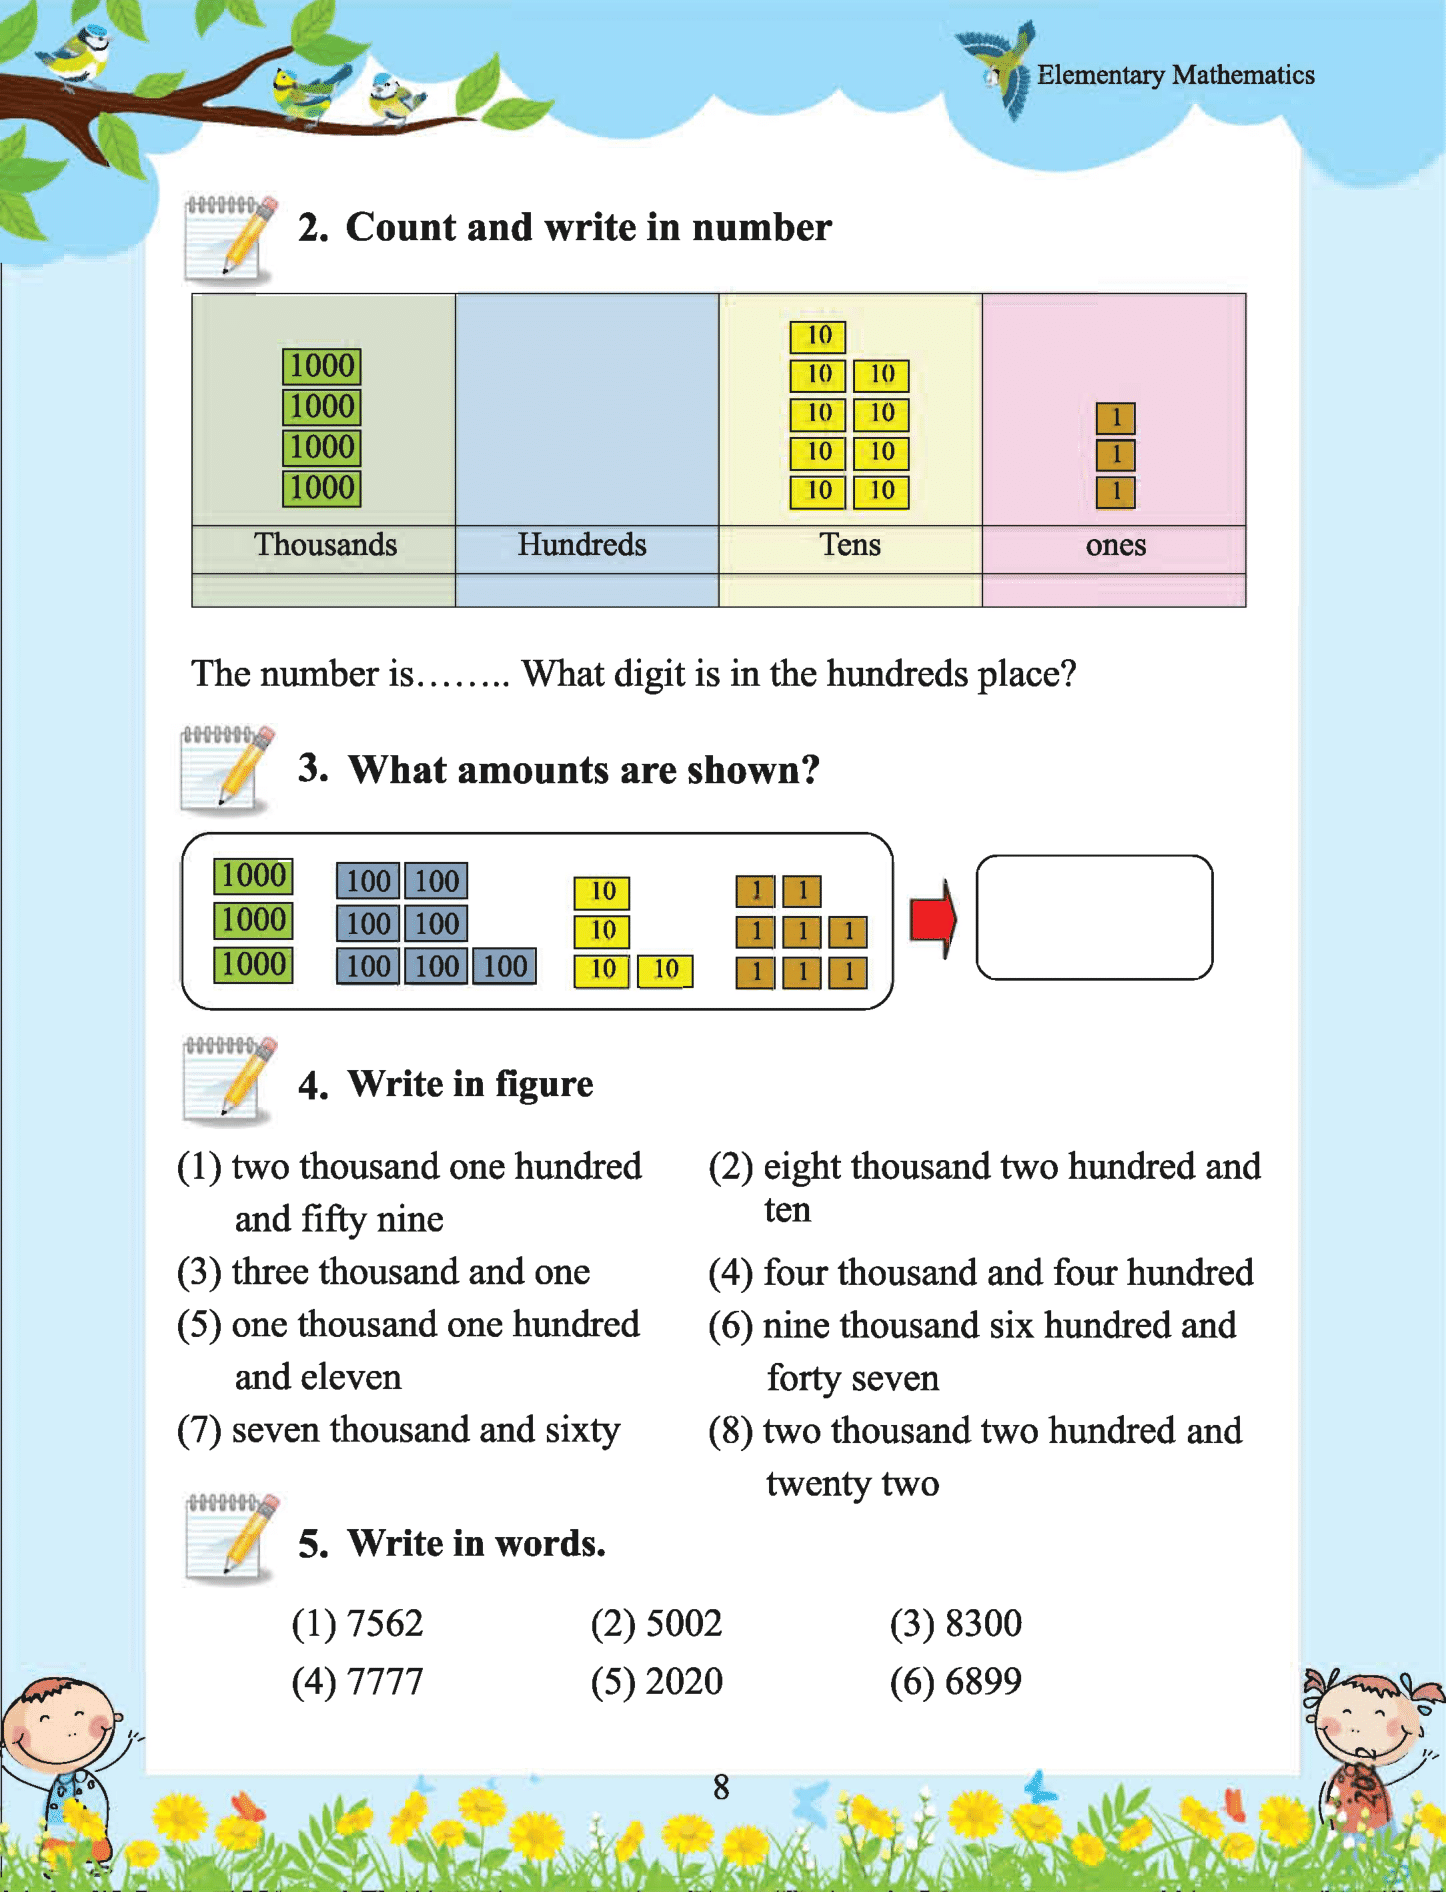 Elementary Mathematics
2. Count and write in number
10
1000
10 10
1000
10 10
1
1000
10 10
1
1000
10 10
1
Thousands Hundreds Tens ones
The number is........ What digit is in the hundreds place?
3. What amounts are shown?
1000 100 100 10 1 1
1000 100 100 10 1 1 1
1000 100 100 100 10 10 1 1 1
4. Write in figure
(1) two thousand one hundred
and fifty nine
(2) eight thousand two hundred and
ten
(3) three thousand and one
(4) four thousand and four hundred
(5) one thousand one hundred
and eleven
(6) nine thousand six hundred and
forty seven
(7) seven thousand and sixty
(8) two thousand two hundred and
twenty two
5. Write in words.
(1) 7562 (2) 5002 (3) 8300
(4) 7777 (5) 2020 (6) 6899
8
2022